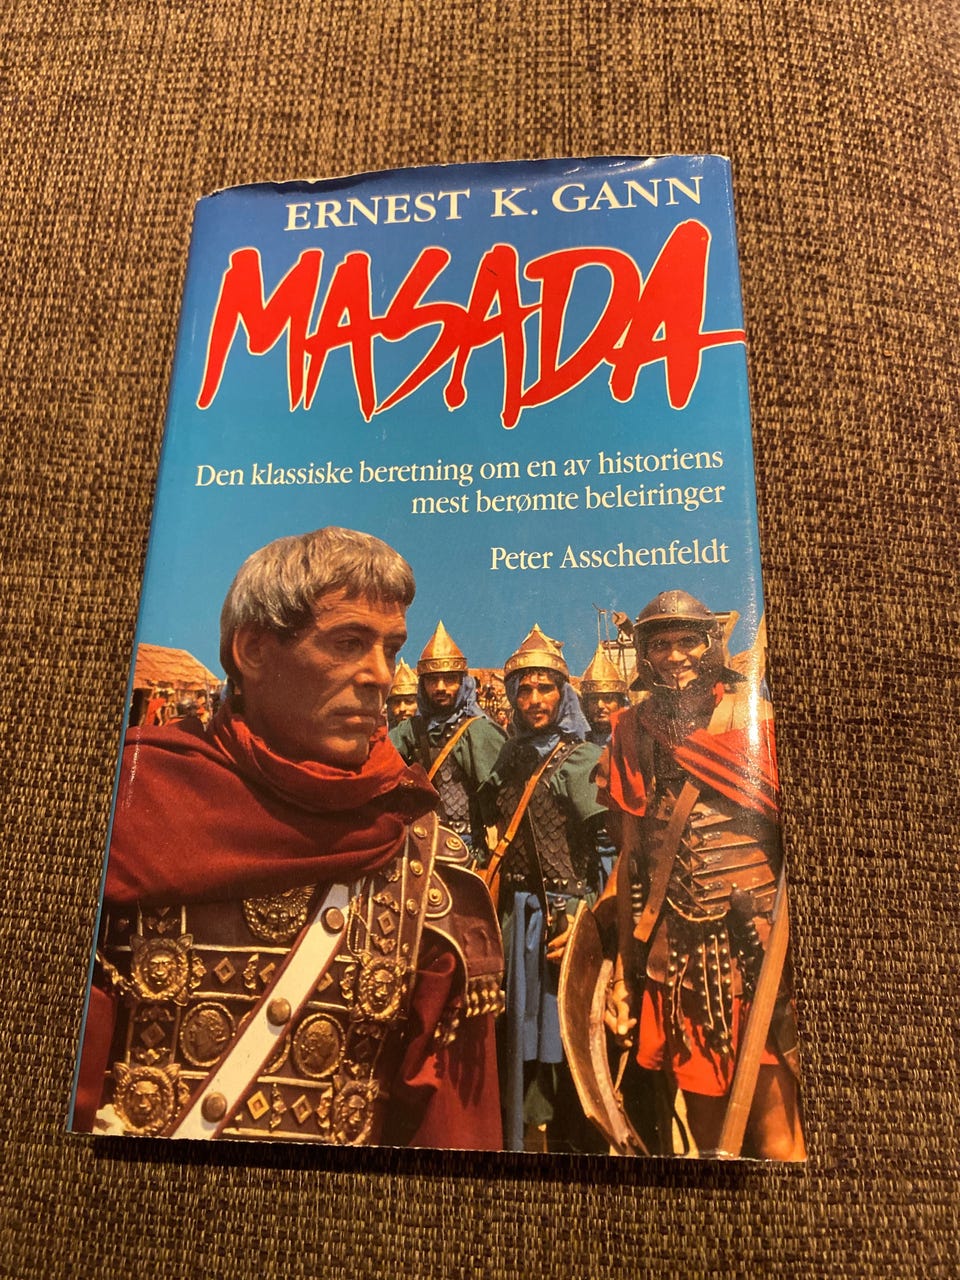 ERNEST K. GANN
MASADA
Den klassiske beretning om en av historiens
mest berømte beleiringer
Peter Asschenfeldt